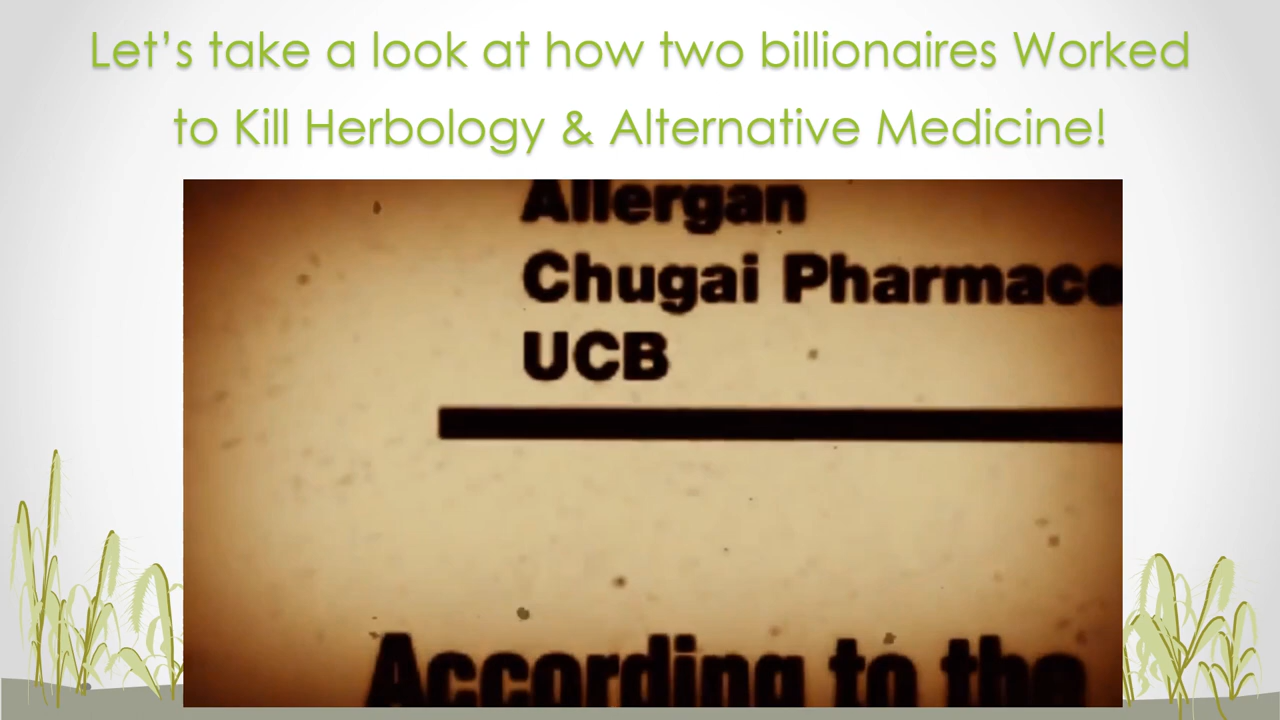 Let’s take a look at how two billionaires Worked
to Kill Herbology & Alternative Medicine!
Allergan
Chugai Pharmace
UCB
According to the